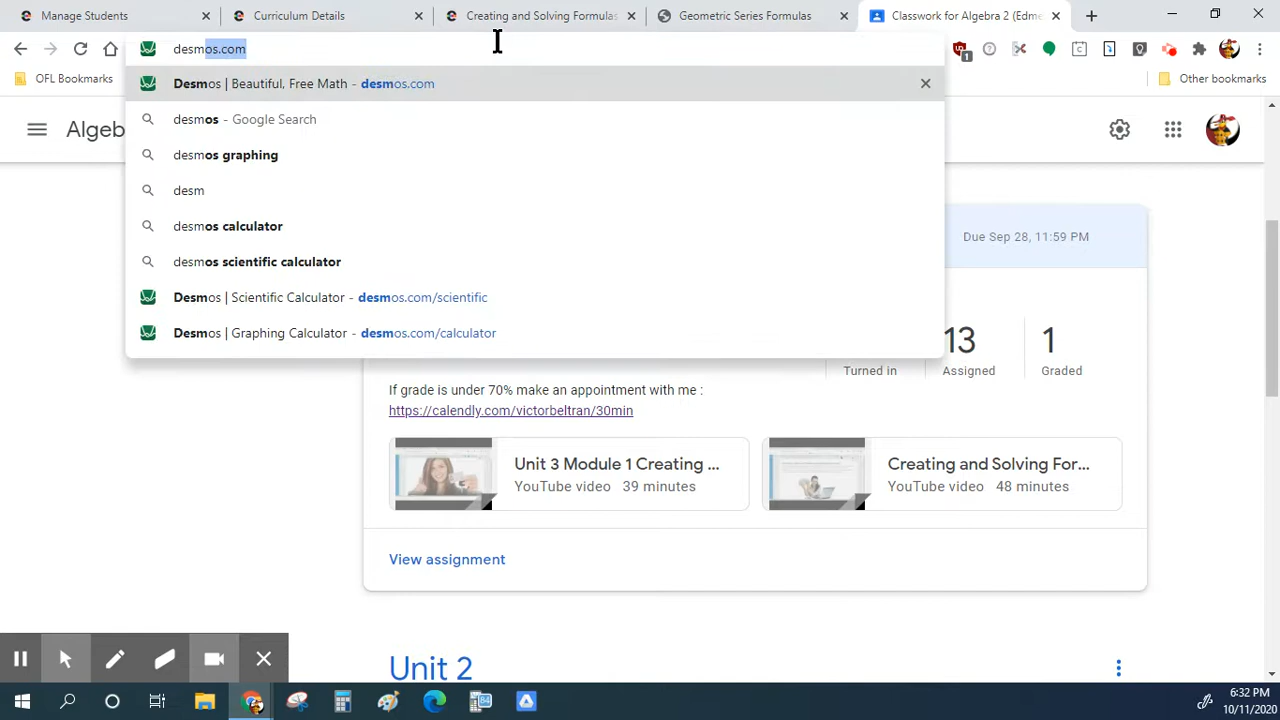 Manage Students
Curriculum Details
Creating and Solving Formulas
Geometric Series Formulas
Classwork for Algebra 2 (Edme
desmos.com
1
OFL Bookmarks
Other bookmarks
Desmos | Beautiful, Free Math - desmos.com
desmos - Google Search
desmos graphing
desm
desmos calculator
desmos scientific calculator
Desmos | Scientific Calculator - desmos.com/scientific
Desmos | Graphing Calculator - desmos.com/calculator
Algeb
Due Sep 28, 11:59 PM
13
1
Turned in
Assigned
Graded
If grade is under 70% make an appointment with me :
https://calendly.com/victorbeltran/30min
Unit 3 Module 1 Creating ...
YouTube video 39 minutes
Creating and Solving For...
YouTube video 48 minutes
View assignment
Unit 2
6:32 PM
10/11/2020